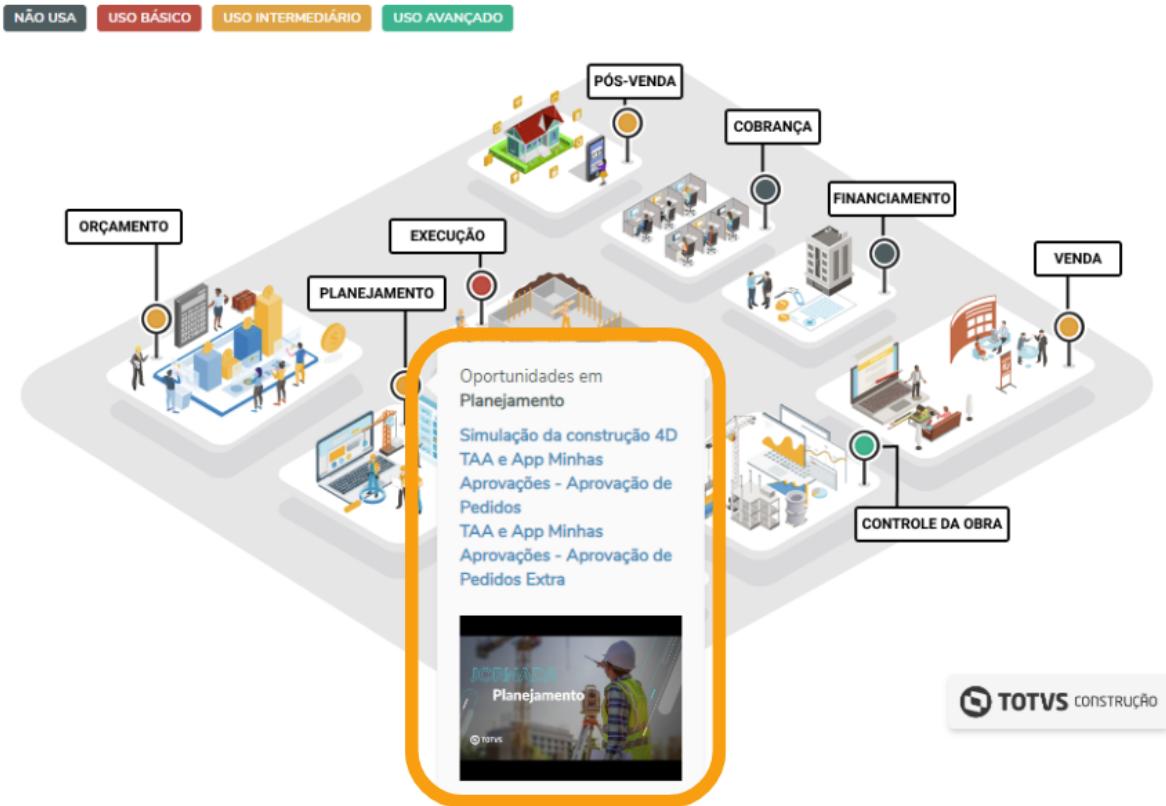 NÃO USA
USO BÁSICO
USO INTERMEDIÁRIO
USO AVANÇADO
PÓS-VENDA
COBRANÇA
FINANCIAMENTO
VENDA
ORÇAMENTO
EXECUÇÃO
PLANEJAMENTO
Oportunidades em
Planejamento
Simulação da construção 4D
TAA e App Minhas
Aprovações - Aprovação de
Pedidos
TAA e App Minhas
Aprovações - Aprovação de
Pedidos Extra
JORNADA
Planejamento
TOTVS
CONTROLE DA OBRA
TOTVS CONSTRUÇÃO